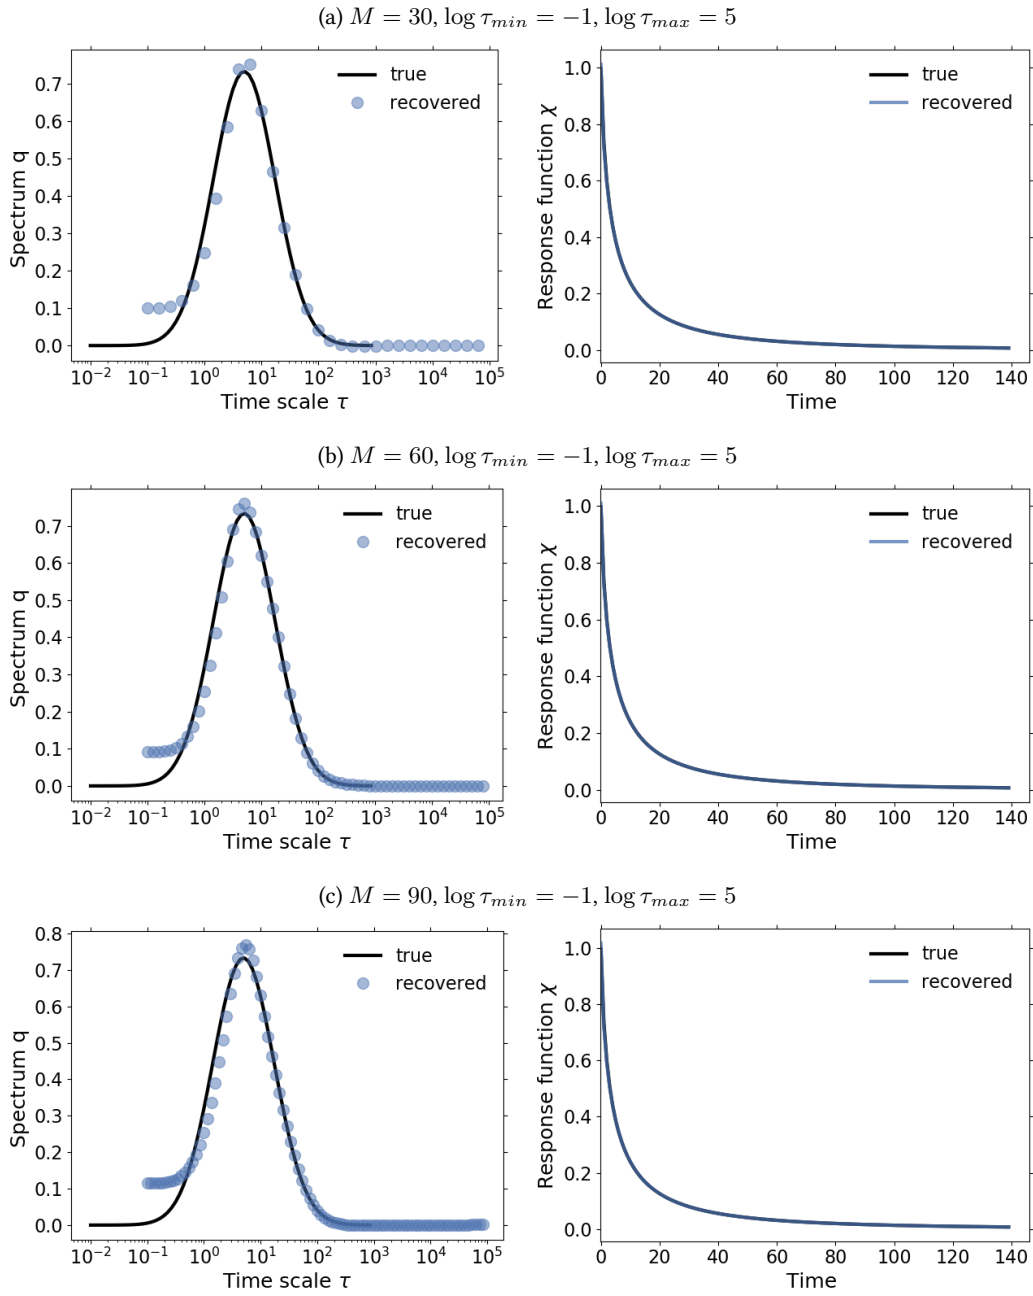 (a) M = 30, log τ_min = −1, log τ_max = 5
true
recovered
Spectrum q
0.7
0.6
0.5
0.4
0.3
0.2
0.1
0.0
10^−2 10^−1 10^0 10^1 10^2 10^3 10^4 10^5
Time scale τ
true
recovered
Response function χ
1.0
0.8
0.6
0.4
0.2
0.0
0 20 40 60 80 100 120 140
Time
(b) M = 60, log τ_min = −1, log τ_max = 5
true
recovered
Spectrum q
0.7
0.6
0.5
0.4
0.3
0.2
0.1
0.0
10^−2 10^−1 10^0 10^1 10^2 10^3 10^4 10^5
Time scale τ
true
recovered
Response function χ
1.0
0.8
0.6
0.4
0.2
0.0
0 20 40 60 80 100 120 140
Time
(c) M = 90, log τ_min = −1, log τ_max = 5
true
recovered
Spectrum q
0.8
0.7
0.6
0.5
0.4
0.3
0.2
0.1
0.0
10^−2 10^−1 10^0 10^1 10^2 10^3 10^4 10^5
Time scale τ
true
recovered
Response function χ
1.0
0.8
0.6
0.4
0.2
0.0
0 20 40 60 80 100 120 140
Time